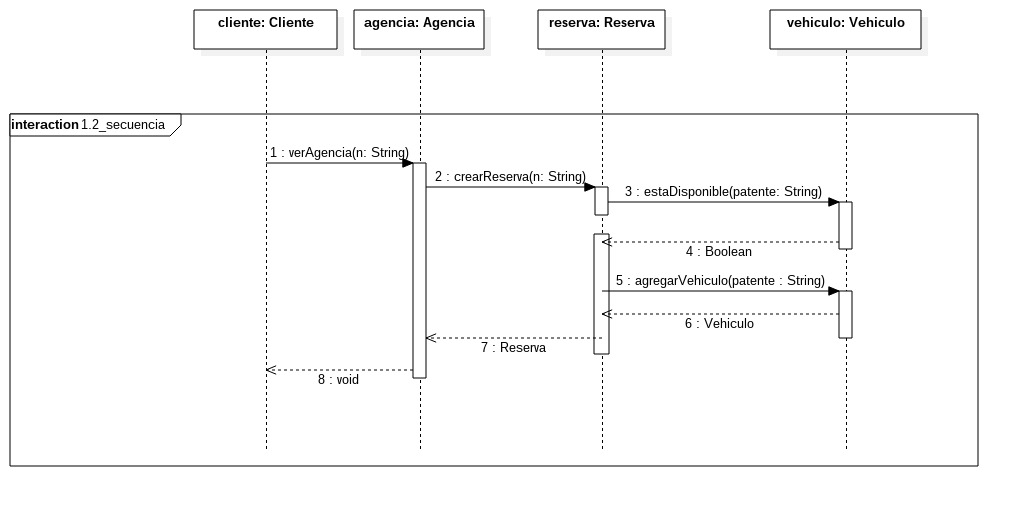 cliente: Cliente
agencia: Agencia
reserva: Reserva
vehiculo: Vehiculo
interaction 1.2_secuencia
1 : verAgencia(n: String)
2 : crearReserva(n: String)
3 : estaDisponible(patente: String)
4 : Boolean
5 : agregarVehiculo(patente : String)
6 : Vehiculo
7 : Reserva
8 : void